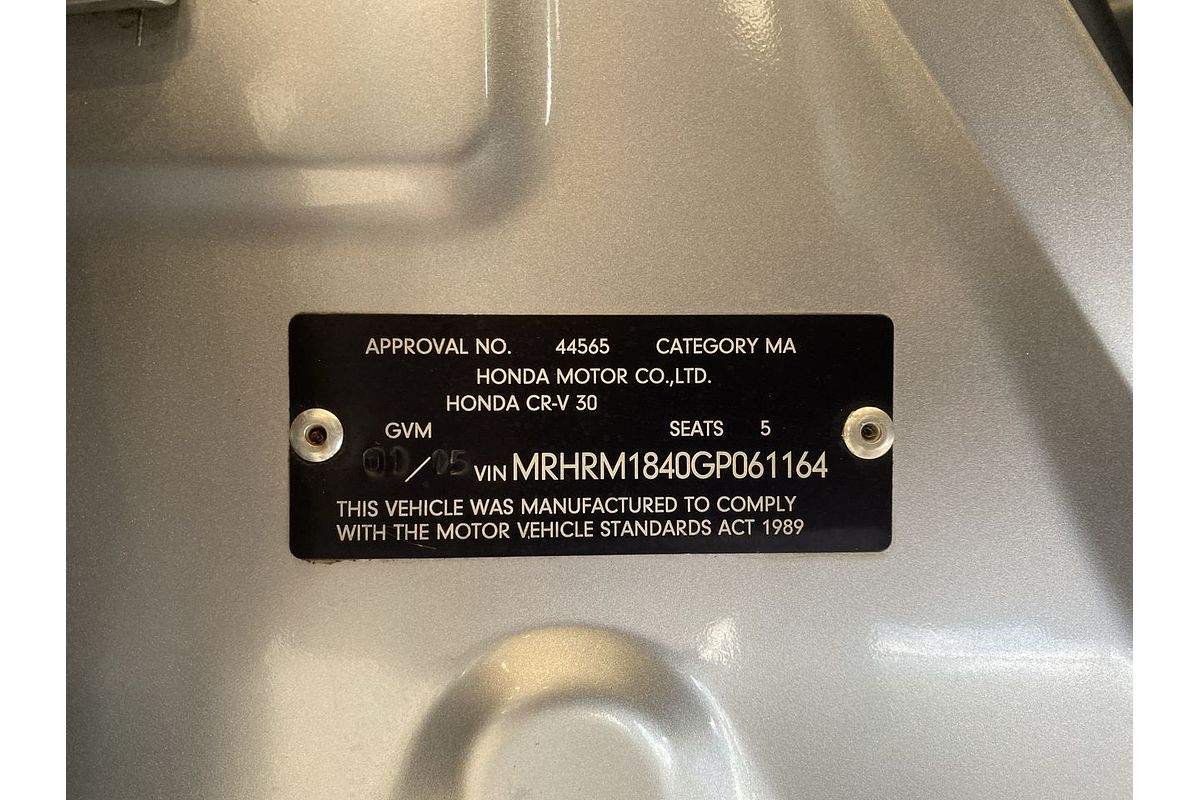 APPROVAL NO. 44565 CATEGORY MA
HONDA MOTOR CO.,LTD.
HONDA CR-V 30
GVM SEATS 5
VIN MRHRM1840GP061164
THIS VEHICLE WAS MANUFACTURED TO COMPLY
WITH THE MOTOR VEHICLE STANDARDS ACT 1989